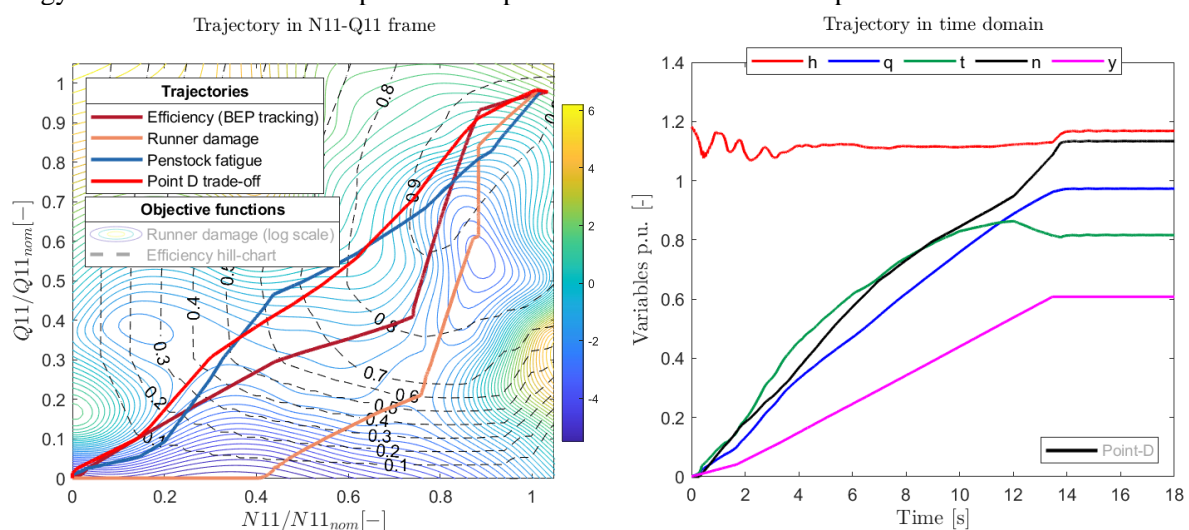 Trajectory in N11-Q11 frame
Trajectories
Efficiency (BEP tracking)
Runner damage
Penstock fatigue
Point D trade-off
Objective functions
Runner damage (log scale)
Efficiency hill-chart
0.8
0.9
0.4
0.3
0.2
0.1
0.8
0.7
0.6
0.5
0.4
0.3
0.2
0.1
1
0.9
0.8
0.7
0.6
0.5
0.4
0.3
0.2
0.1
0
Q11/Q11nom[−]
0 0.2 0.4 0.6 0.8 1
N11/N11nom[−]
6
4
2
0
-2
-4
Trajectory in time domain
h q t n y
1.4
1.2
1
0.8
0.6
0.4
0.2
0
Variables p.u. [-]
Point-D
0 2 4 6 8 10 12 14 16 18
Time [s]